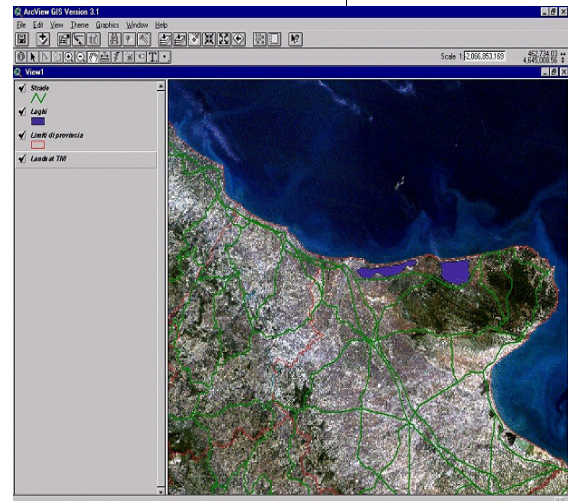 ArcView GIS Version 3.1
File Edit View Theme Graphics Window Help
Scale 1: 2,066,853,169
452,734.03
4,645,008.56
View1
Strade
Laghi
Limiti di provincia
Landsat TM